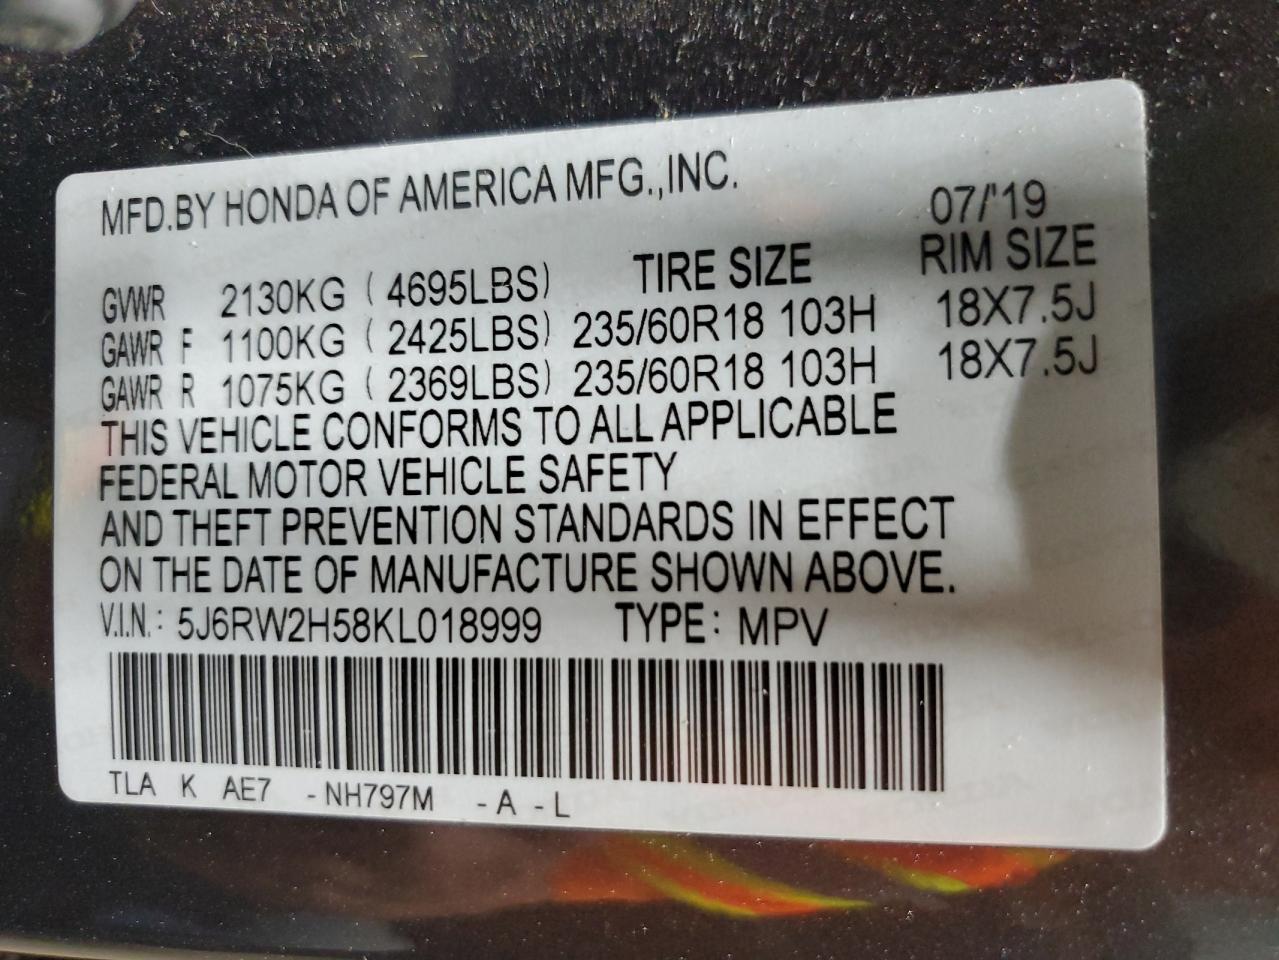 MFD.BY HONDA OF AMERICA MFG.,INC. 07/'19
GVWR 2130KG ( 4695LBS) TIRE SIZE RIM SIZE
GAWR F 1100KG ( 2425LBS) 235/60R18 103H 18X7.5J
GAWR R 1075KG ( 2369LBS) 235/60R18 103H 18X7.5J
THIS VEHICLE CONFORMS TO ALL APPLICABLE
FEDERAL MOTOR VEHICLE SAFETY
AND THEFT PREVENTION STANDARDS IN EFFECT
ON THE DATE OF MANUFACTURE SHOWN ABOVE.
V.I.N.: 5J6RW2H58KL018999 TYPE: MPV
TLA K AE7 -NH797M -A -L